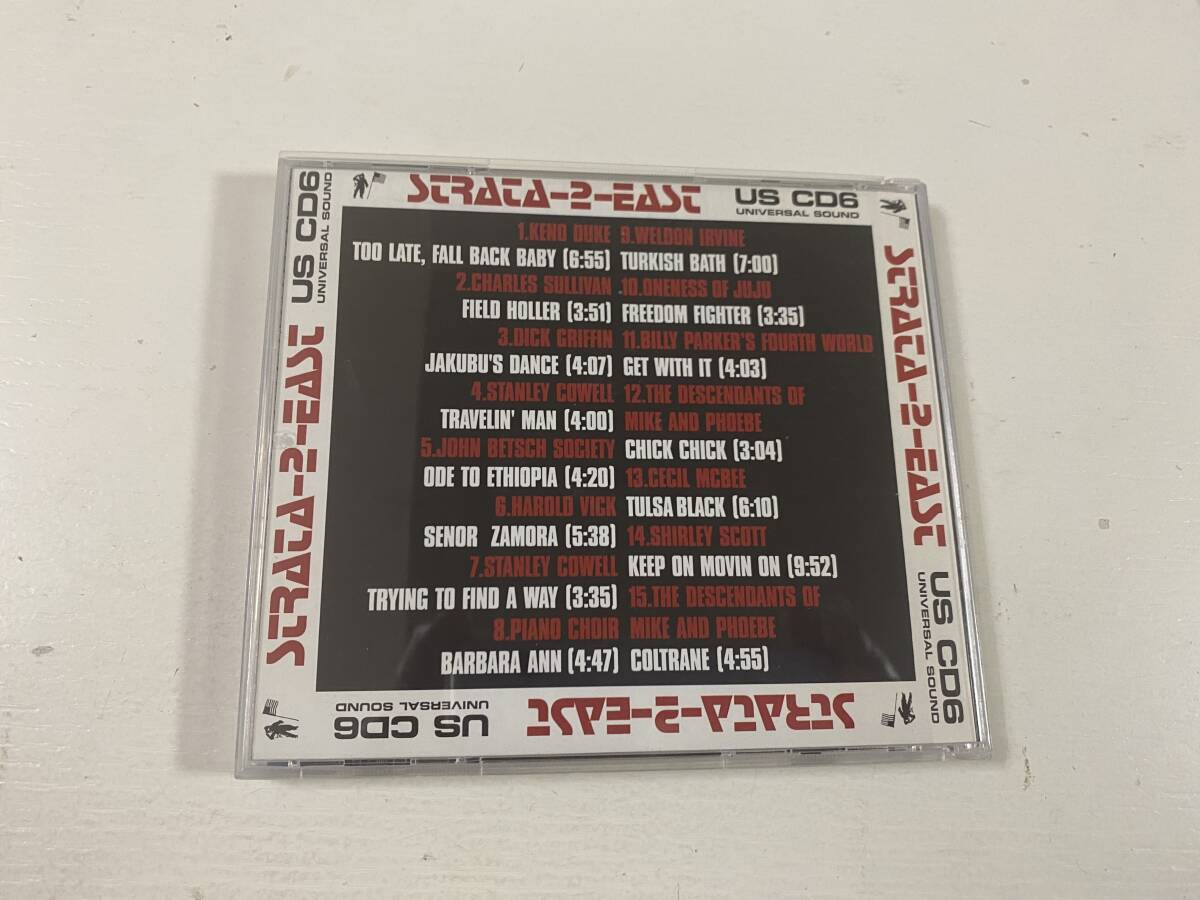 STRATA-2-EAST
US CD6
UNIVERSAL SOUND
1.KENO DUKE
TOO LATE, FALL BACK BABY (6:55)
2.CHARLES SULLIVAN
FIELD HOLLER (3:51)
3.DICK GRIFFIN
JAKUBU'S DANCE (4:07)
4.STANLEY COWELL
TRAVELIN' MAN (4:00)
5.JOHN BETSCH SOCIETY
ODE TO ETHIOPIA (4:20)
6.HAROLD VICK
SENOR ZAMORA (5:38)
7.STANLEY COWELL
TRYING TO FIND A WAY (3:35)
8.PIANO CHOIR
BARBARA ANN (4:47)
9.WELDON IRVINE
TURKISH BATH (7:00)
10.ONENESS OF JUJU
FREEDOM FIGHTER (3:35)
11.BILLY PARKER'S FOURTH WORLD
GET WITH IT (4:03)
12.THE DESCENDANTS OF
MIKE AND PHOEBE
CHICK CHICK (3:04)
13.CECIL MCBEE
TULSA BLACK (6:10)
14.SHIRLEY SCOTT
KEEP ON MOVIN ON (9:52)
15.THE DESCENDANTS OF
MIKE AND PHOEBE
COLTRANE (4:55)
STRATA-2-EAST
US CD6
UNIVERSAL SOUND
STRATA-2-EAST
US CD6
UNIVERSAL SOUND
STRATA-2-EAST
US CD6
UNIVERSAL SOUND